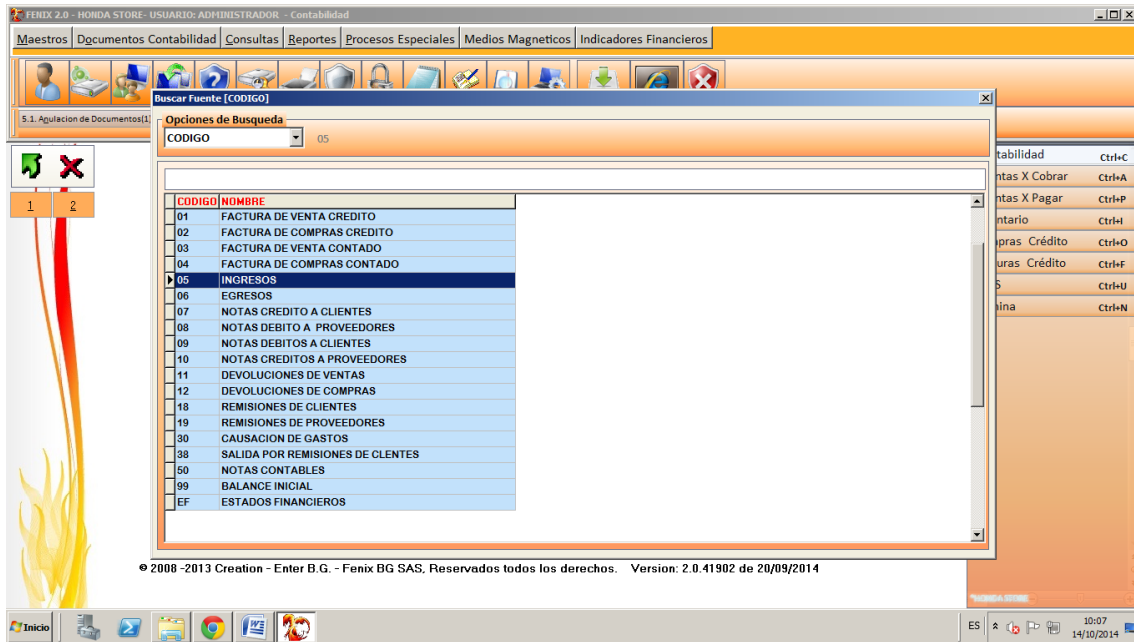 FENIX 2.0 - HONDA STORE- USUARIO: ADMINISTRADOR - Contabilidad
Maestros Documentos Contabilidad Consultas Reportes Procesos Especiales Medios Magneticos Indicadores Financieros
Buscar Fuente [CODIGO]
5.1. Anulacion de Documentos(1)
Opciones de Busqueda
CODIGO 05
1 2
tabilidad Ctrl+C
ntas X Cobrar Ctrl+A
ntas X Pagar Ctrl+P
ntario Ctrl+I
pras Crédito Ctrl+O
uras Crédito Ctrl+F
S Ctrl+U
ina Ctrl+N
CODIGO NOMBRE
01 FACTURA DE VENTA CREDITO
02 FACTURA DE COMPRAS CREDITO
03 FACTURA DE VENTA CONTADO
04 FACTURA DE COMPRAS CONTADO
05 INGRESOS
06 EGRESOS
07 NOTAS CREDITO A CLIENTES
08 NOTAS DEBITO A PROVEEDORES
09 NOTAS DEBITOS A CLIENTES
10 NOTAS CREDITOS A PROVEEDORES
11 DEVOLUCIONES DE VENTAS
12 DEVOLUCIONES DE COMPRAS
18 REMISIONES DE CLIENTES
19 REMISIONES DE PROVEEDORES
30 CAUSACION DE GASTOS
38 SALIDA POR REMISIONES DE CLENTES
50 NOTAS CONTABLES
99 BALANCE INICIAL
EF ESTADOS FINANCIEROS
© 2008 -2013 Creation - Enter B.G. - Fenix BG SAS, Reservados todos los derechos. Version: 2.0.41902 de 20/09/2014
"HONDA STORE
Inicio
ES
10:07
14/10/2014